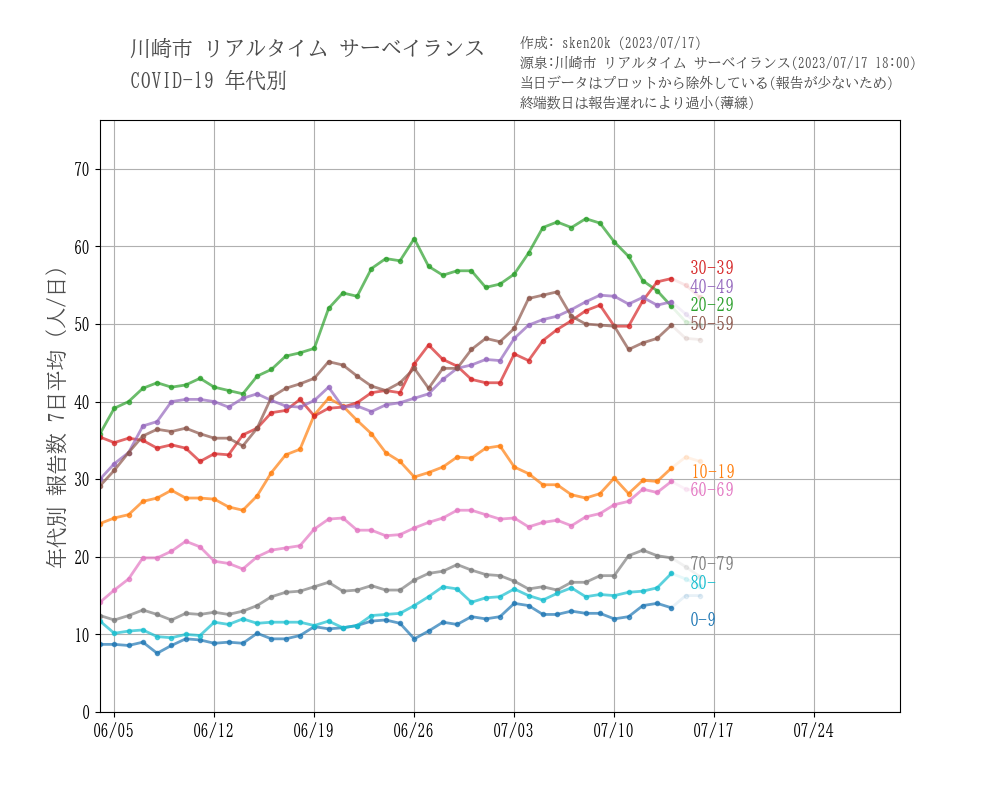 川崎市 リアルタイム サーベイランス
COVID-19 年代別
作成: sken20k (2023/07/17)
源泉:川崎市 リアルタイム サーベイランス(2023/07/17 18:00)
当日データはプロットから除外している(報告が少ないため)
終端数日は報告遅れにより過小(薄線)
年代別 報告数 7日平均 (人/日)
70
60
50
40
30
20
10
0
30-39
40-49
20-29
50-59
10-19
60-69
70-79
80-
0-9
06/05 06/12 06/19 06/26 07/03 07/10 07/17 07/24